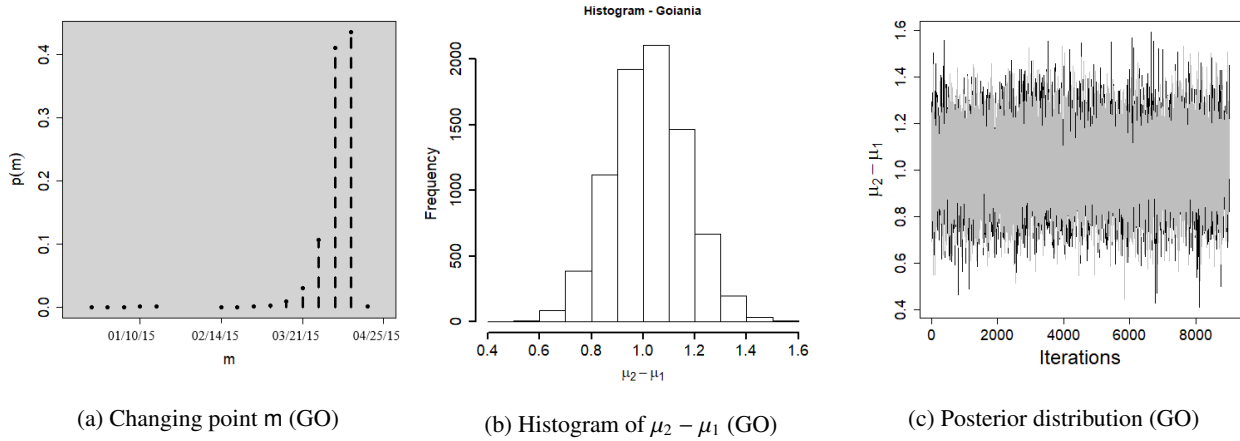 p(m)
0.4
0.3
0.2
0.1
0.0
01/10/15 02/14/15 03/21/15 04/25/15
m
(a) Changing point m (GO)
Histogram - Goiania
Frequency
2000
1500
1000
500
0
0.4 0.6 0.8 1.0 1.2 1.4 1.6
μ₂ – μ₁
(b) Histogram of μ₂ − μ₁ (GO)
μ₂ – μ₁
1.6
1.4
1.2
1.0
0.8
0.6
0.4
0 2000 4000 6000 8000
Iterations
(c) Posterior distribution (GO)